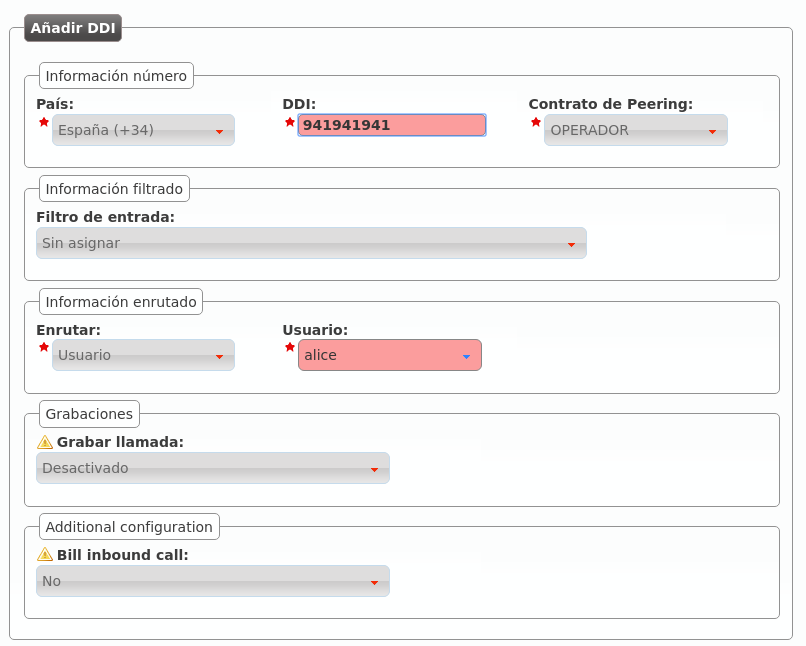 Añadir DDI
Información número
País: DDI: Contrato de Peering:
España (+34) 941941941 OPERADOR
Información filtrado
Filtro de entrada:
Sin asignar
Información enrutado
Enrutar: Usuario:
Usuario alice
Grabaciones
Grabar llamada:
Desactivado
Additional configuration
Bill inbound call:
No